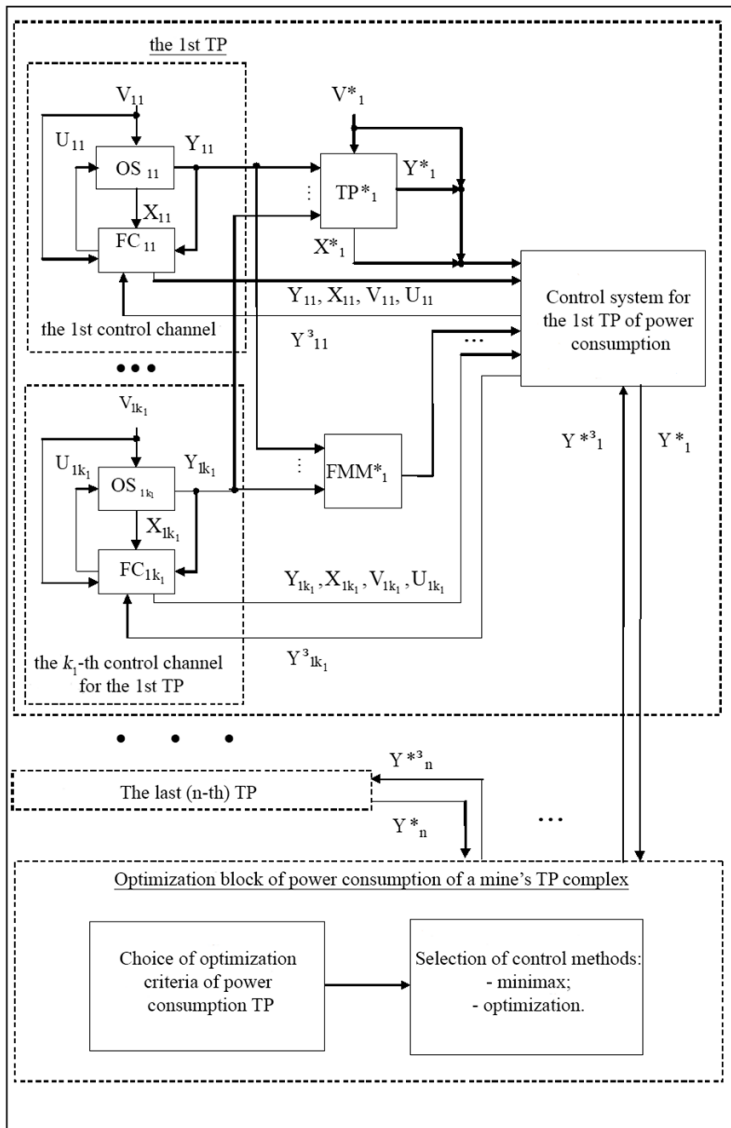 the 1st TP
V₁₁
V*₁
U₁₁
Y₁₁
OS ₁₁
Y*₁
TP*₁
X₁₁
FC ₁₁
X*₁
Y₁₁, X₁₁, V₁₁, U₁₁
Control system for
the 1st TP of power
consumption
the 1st control channel
Y³₁₁
...
V₁ₖ₁
Y*³₁
Y*₁
U₁ₖ₁
Y₁ₖ₁
OS ₁ₖ₁
FMM*₁
X₁ₖ₁
FC₁ₖ₁
Y₁ₖ₁, X₁ₖ₁, V₁ₖ₁, U₁ₖ₁
Y³₁ₖ₁
the k₁-th control channel
for the 1st TP
Y*³ₙ
The last (n-th) TP
Y*ₙ
...
Optimization block of power consumption of a mine’s TP complex
Choice of optimization
criteria of power
consumption TP
Selection of control methods:
- minimax;
- optimization.